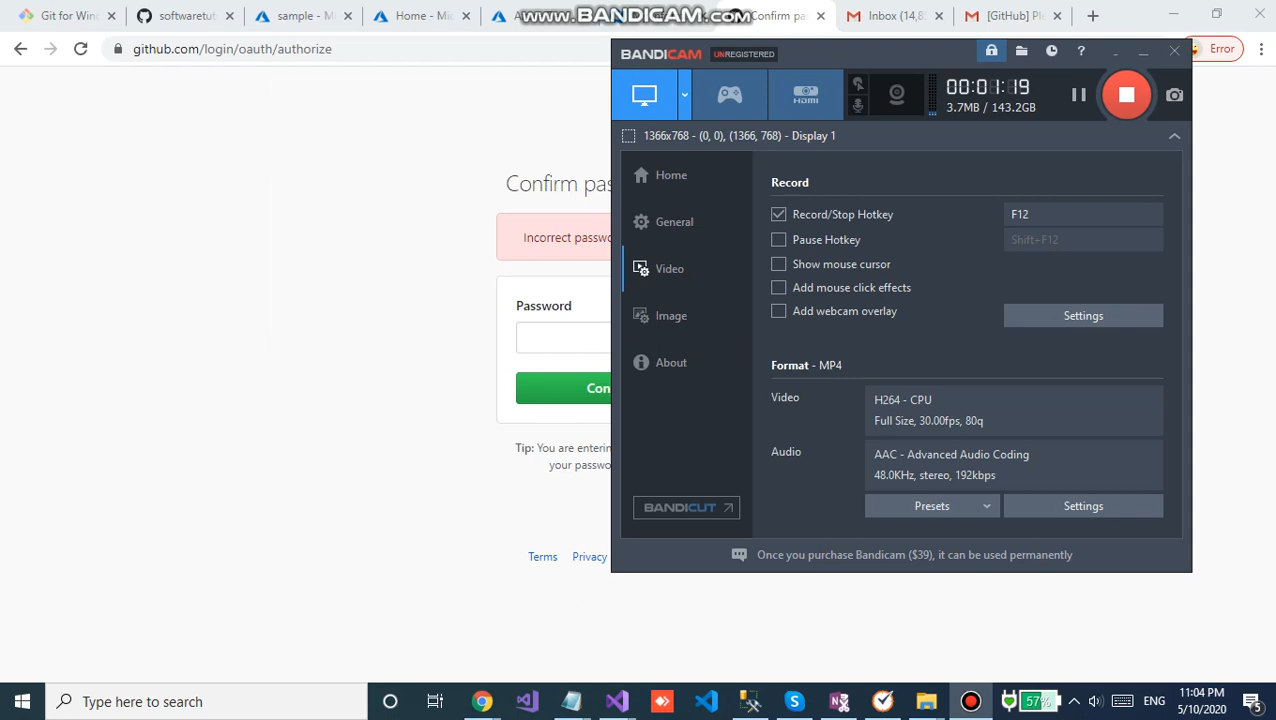 Git for Wind
softwaretut
sample - M
Home - Mic
A
www.BANDICAM.com
Confirm pa
Inbox (14,8
[GitHub] Pl
github.com/login/oauth/authorize
Error
BANDICAM UNREGISTERED
00:01:19
HDMI
3.7MB / 143.2GB
1366x768 - (0, 0), (1366, 768) - Display 1
Home
General
Video
Image
About
BANDICUT
Record
Record/Stop Hotkey
F12
Pause Hotkey
Shift+F12
Show mouse cursor
Add mouse click effects
Add webcam overlay
Settings
Format - MP4
Video
H264 - CPU
Full Size, 30.00fps, 80q
Audio
AAC - Advanced Audio Coding
48.0KHz, stereo, 192kbps
Presets
Settings
Once you purchase Bandicam ($39), it can be used permanently
Confirm pas
Incorrect passwo
Password
Con
Tip: You are enterin
your passwo
Terms Privacy
Type here to search
57%
ENG
11:04 PM
5/10/2020
5